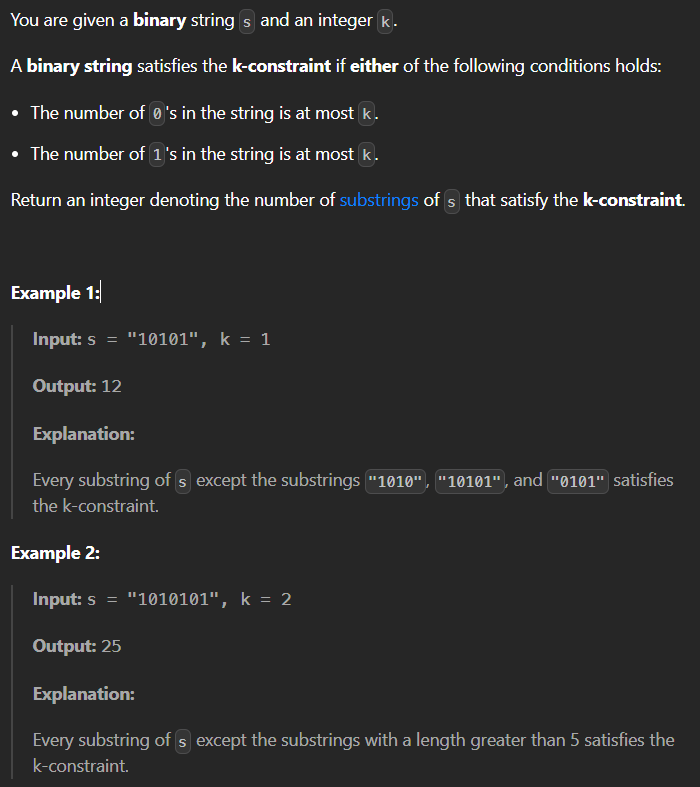 You are given a binary string s and an integer k.
A binary string satisfies the k-constraint if either of the following conditions holds:
• The number of 0's in the string is at most k.
• The number of 1's in the string is at most k.
Return an integer denoting the number of substrings of s that satisfy the k-constraint.
Example 1:
Input: s = "10101", k = 1
Output: 12
Explanation:
Every substring of s except the substrings "1010", "10101", and "0101" satisfies
the k-constraint.
Example 2:
Input: s = "1010101", k = 2
Output: 25
Explanation:
Every substring of s except the substrings with a length greater than 5 satisfies the
k-constraint.